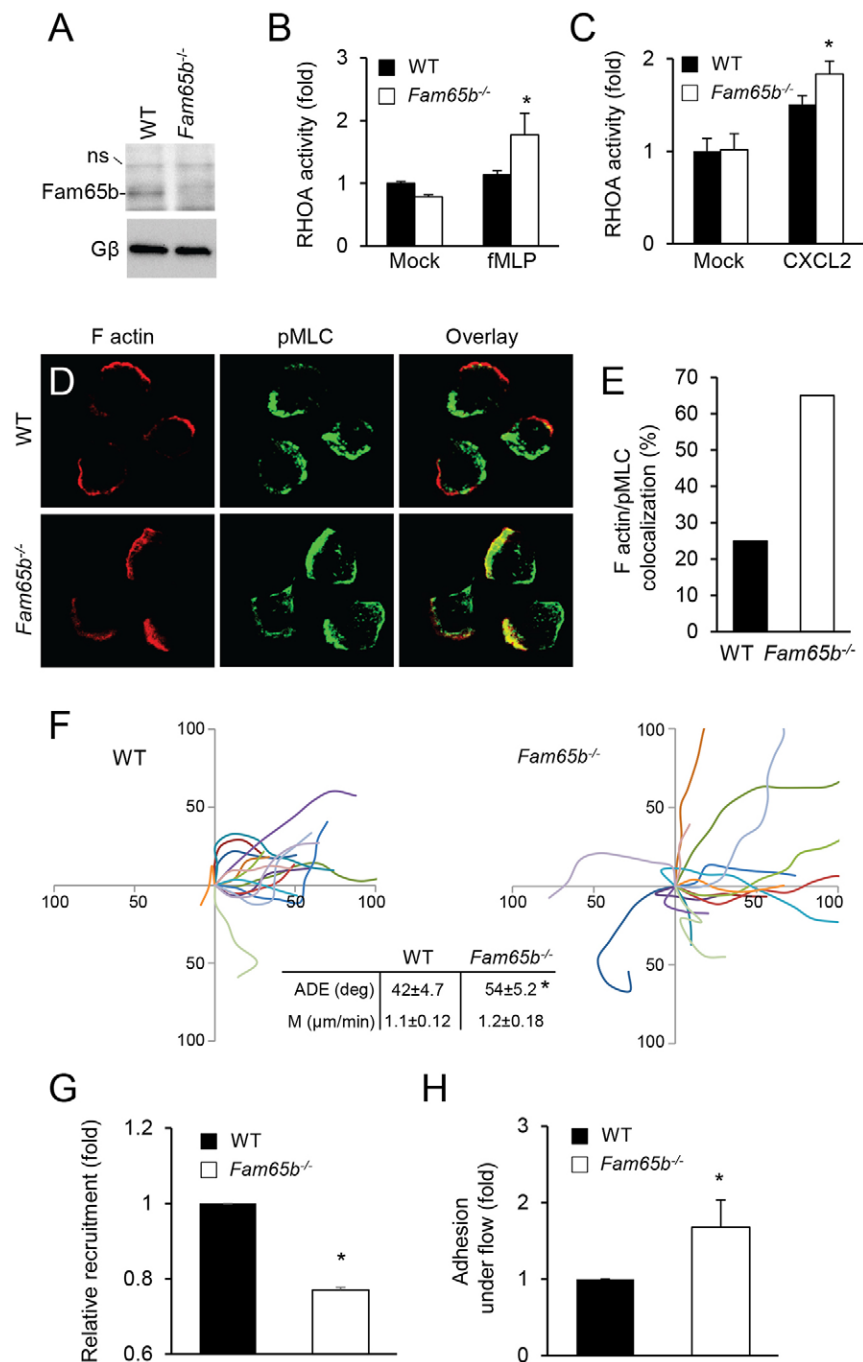 A
WT
Fam65b-/-
ns
Fam65b
Gβ
B
RHOA activity (fold)
3
2
1
0
WT
Fam65b-/-
*
Mock
fMLP
C
RHOA activity (fold)
2
1
0
WT
Fam65b-/-
*
Mock
CXCL2
F actin
pMLC
Overlay
D
WT
Fam65b-/-
E
F actin/pMLC
colocalization (%)
70
60
50
40
30
20
10
0
WT
Fam65b-/-
F
WT
100
50
100
50
50
100
50
100
Fam65b-/-
100
50
100
50
50
100
50
100
WT
Fam65b-/-
ADE (deg)
42±4.7
54±5.2*
M (µm/min)
1.1±0.12
1.2±0.18
G
Relative recruitment (fold)
1.2
1
0.8
0.6
WT
Fam65b-/-
*
H
Adhesion
under flow (fold)
3
2
1
0
WT
Fam65b-/-
*